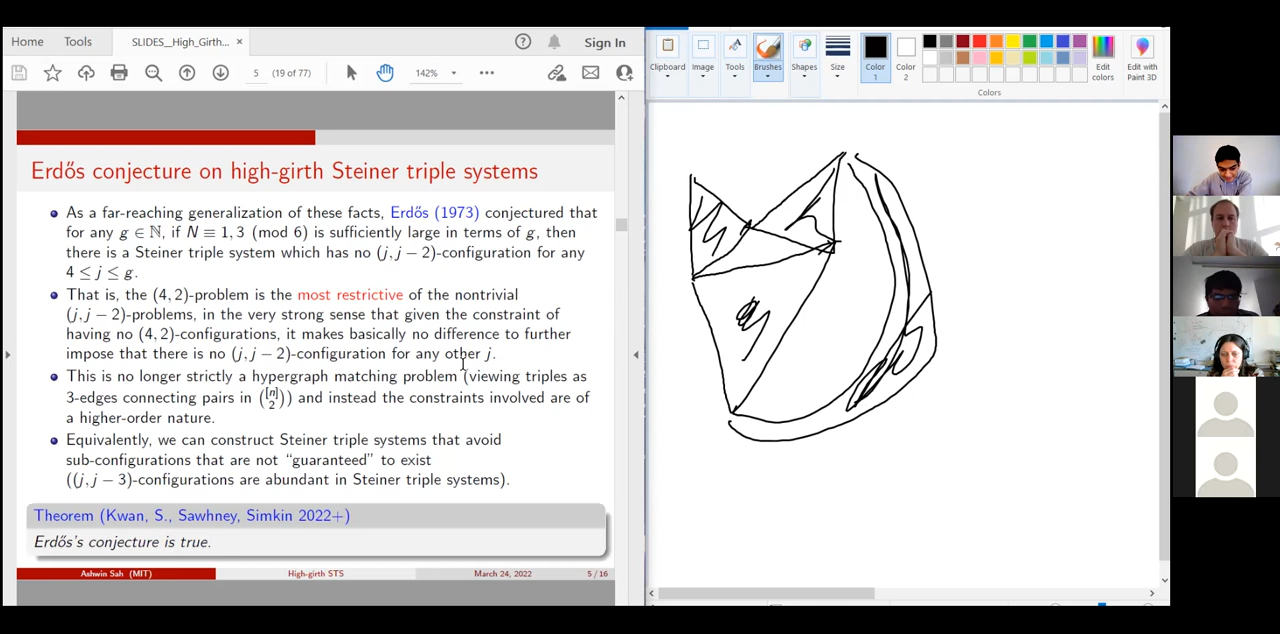 Home
Tools
SLIDES__High_Girth... ×
Sign In
5 (19 of 77)
142%
Erdős conjecture on high-girth Steiner triple systems
As a far-reaching generalization of these facts, Erdős (1973) conjectured that
for any g ∈ ℕ, if N ≡ 1, 3 (mod 6) is sufficiently large in terms of g, then
there is a Steiner triple system which has no (j, j − 2)-configuration for any
4 ≤ j ≤ g.
That is, the (4, 2)-problem is the most restrictive of the nontrivial
(j, j − 2)-problems, in the very strong sense that given the constraint of
having no (4, 2)-configurations, it makes basically no difference to further
impose that there is no (j, j − 2)-configuration for any other j.
This is no longer strictly a hypergraph matching problem (viewing triples as
3-edges connecting pairs in ([n] 2)) and instead the constraints involved are of
a higher-order nature.
Equivalently, we can construct Steiner triple systems that avoid
sub-configurations that are not “guaranteed” to exist
((j, j − 3)-configurations are abundant in Steiner triple systems).
Theorem (Kwan, S., Sawhney, Simkin 2022+)
Erdős's conjecture is true.
Ashwin Sah (MIT)
High-girth STS
March 24, 2022
5 / 16
Clipboard
Image
Tools
Brushes
Shapes
Size
Color
1
Color
2
Edit
colors
Edit with
Paint 3D
Colors